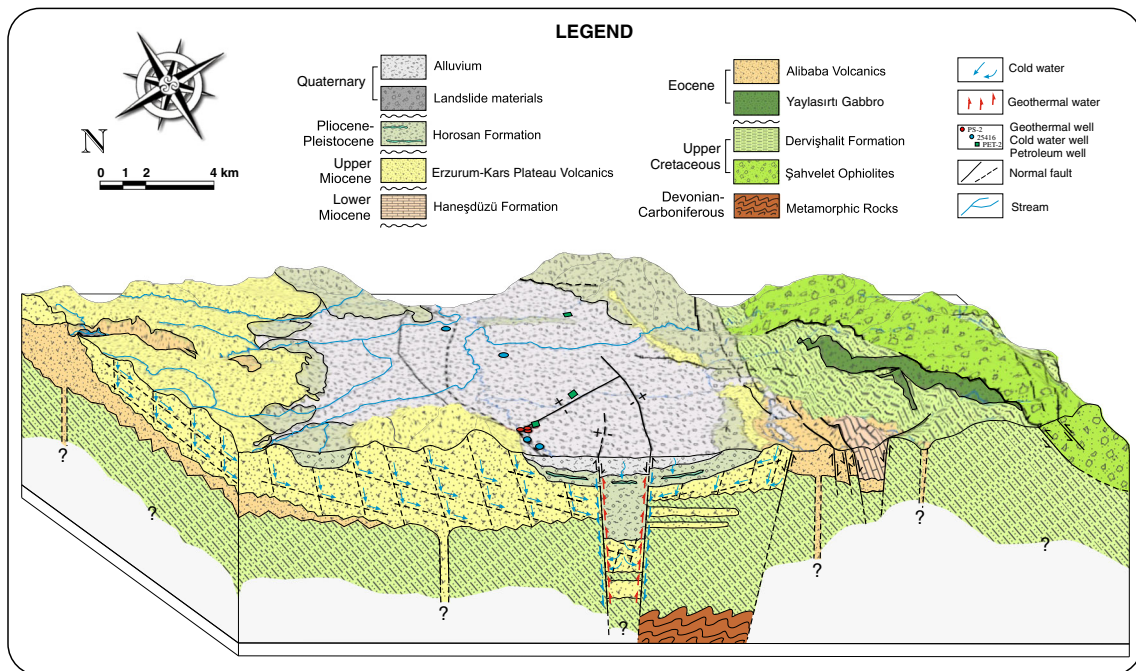 LEGEND
N
0 1 2 4 km
Quaternary
Alluvium
Landslide materials
Pliocene-
Pleistocene
Horosan Formation
Upper
Miocene
Erzurum-Kars Plateau Volcanics
Lower
Miocene
Haneşdüzü Formation
Eocene
Alibaba Volcanics
Yaylasırtı Gabbro
Upper
Cretaceous
Dervişhalit Formation
Şahvelet Ophiolites
Devonian-
Carboniferous
Metamorphic Rocks
Cold water
Geothermal water
PS-2
25416
PET-2
Geothermal well
Cold water well
Petroleum well
Normal fault
Stream
+ -
+ -
+ -
?
?
?
?
?
?
?
?